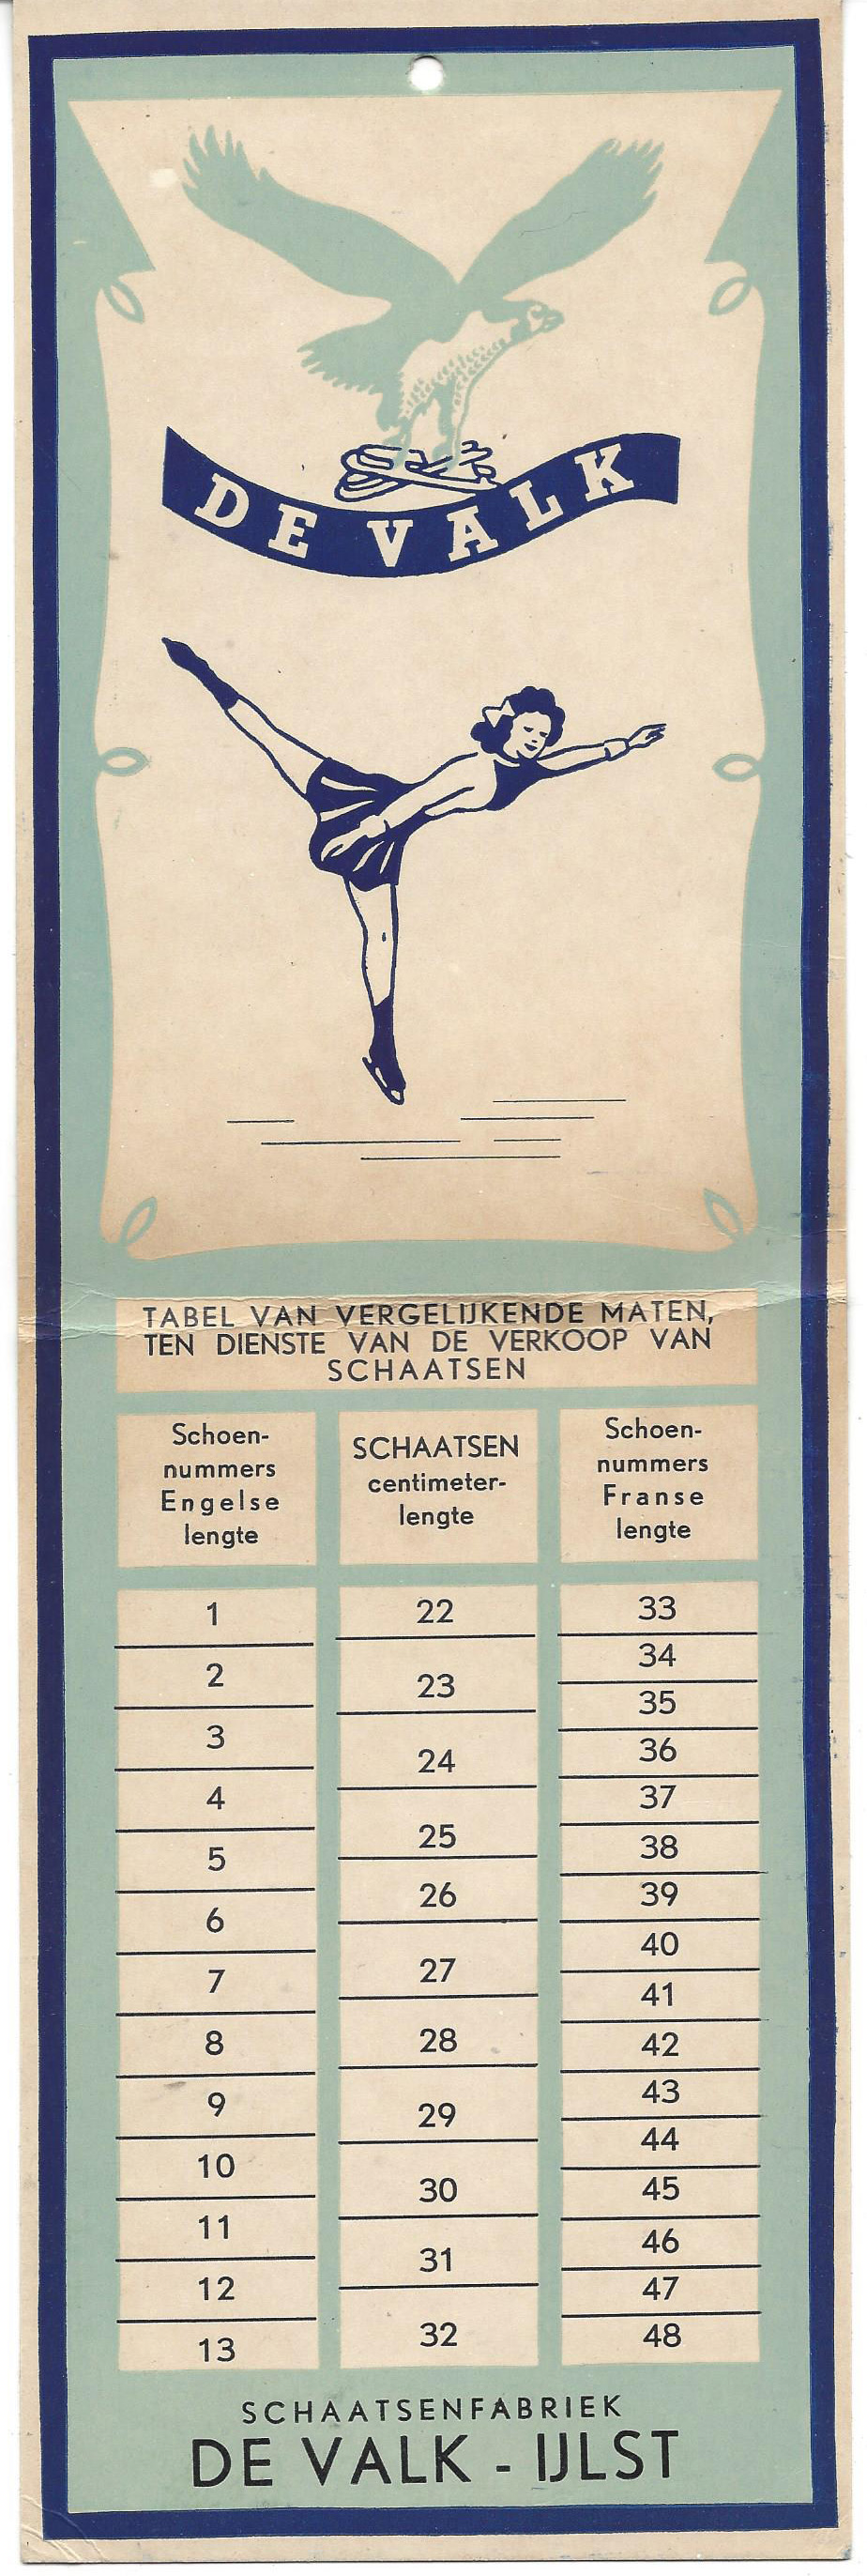 DE VALK
TABEL VAN VERGELIJKENDE MATEN,
TEN DIENSTE VAN DE VERKOOP VAN
SCHAATSEN
Schoen-
nummers
Engelse
lengte
SCHAATSEN
centimeter-
lengte
Schoen-
nummers
Franse
lengte
1
2
3
4
5
6
7
8
9
10
11
12
13
22
23
24
25
26
27
28
29
30
31
32
33
34
35
36
37
38
39
40
41
42
43
44
45
46
47
48
SCHAATSENFABRIEK
DE VALK - IJLST